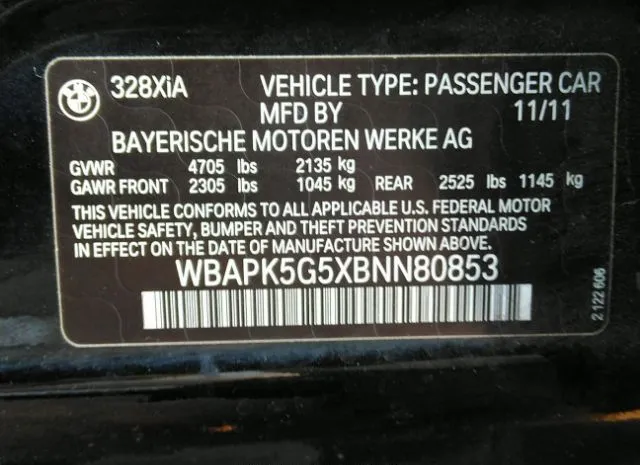 328XiA VEHICLE TYPE: PASSENGER CAR
MFD BY 11/11
BAYERISCHE MOTOREN WERKE AG
GVWR 4705 lbs 2135 kg
GAWR FRONT 2305 lbs 1045 kg REAR 2525 lbs 1145 kg
THIS VEHICLE CONFORMS TO ALL APPLICABLE U.S. FEDERAL MOTOR
VEHICLE SAFETY, BUMPER AND THEFT PREVENTION STANDARDS
IN EFFECT ON THE DATE OF MANUFACTURE SHOWN ABOVE.
WBAPK5G5XBNN80853
2 122 606